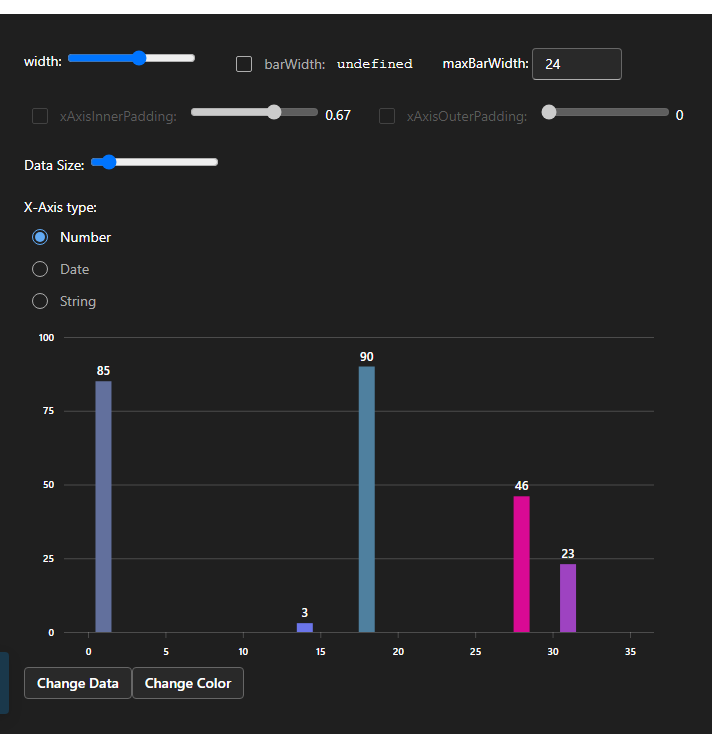 width: barWidth: undefined maxBarWidth: 24
xAxisInnerPadding: 0.67 xAxisOuterPadding: 0
Data Size:
X-Axis type:
Number
Date
String
100
90
85
75
50
46
25
23
3
0
0 5 10 15 20 25 30 35
Change Data Change Color